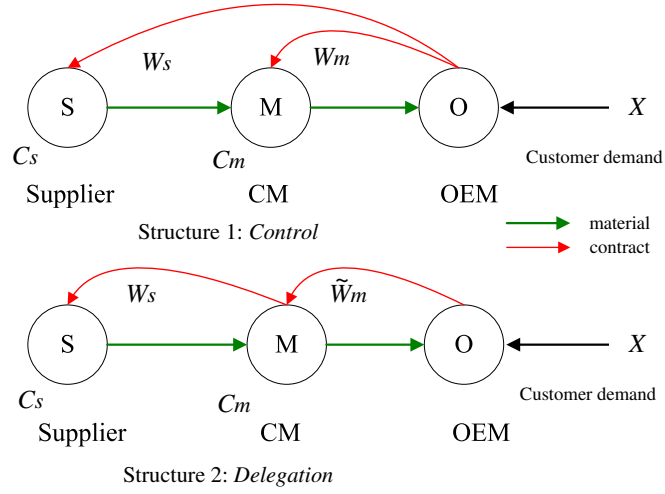 Ws Wm
S M O X
Cs Cm Customer demand
Supplier CM OEM
material
Structure 1: Control
contract
Ws W̃m
S M O X
Cs Cm Customer demand
Supplier CM OEM
Structure 2: Delegation